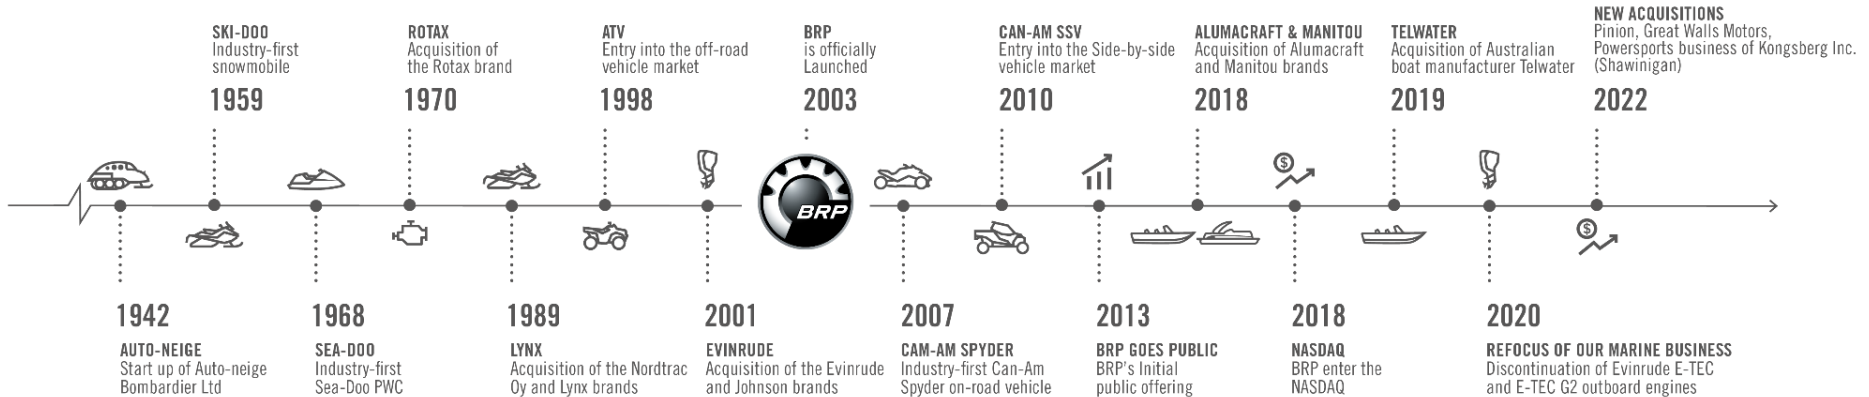 SKI-DOO
Industry-first
snowmobile
1959
ROTAX
Acquisition of
the Rotax brand
1970
ATV
Entry into the off-road
vehicle market
1998
BRP
is officially
Launched
2003
CAN-AM SSV
Entry into the Side-by-side
vehicle market
2010
ALUMACRAFT & MANITOU
Acquisition of Alumacraft
and Manitou brands
2018
TELWATER
Acquisition of Australian
boat manufacturer Telwater
2019
NEW ACQUISITIONS
Pinion, Great Walls Motors,
Powersports business of Kongsberg Inc.
(Shawinigan)
2022
$
BRP
$
1942
AUTO-NEIGE
Start up of Auto-neige
Bombardier Ltd
1968
SEA-DOO
Industry-first
Sea-Doo PWC
1989
LYNX
Acquisition of the Nordtrac
Oy and Lynx brands
2001
EVINRUDE
Acquisition of the Evinrude
and Johnson brands
2007
CAM-AM SPYDER
Industry-first Can-Am
Spyder on-road vehicle
2013
BRP GOES PUBLIC
BRP's Initial
public offering
2018
NASDAQ
BRP enter the
NASDAQ
2020
REFOCUS OF OUR MARINE BUSINESS
Discontinuation of Evinrude E-TEC
and E-TEC G2 outboard engines